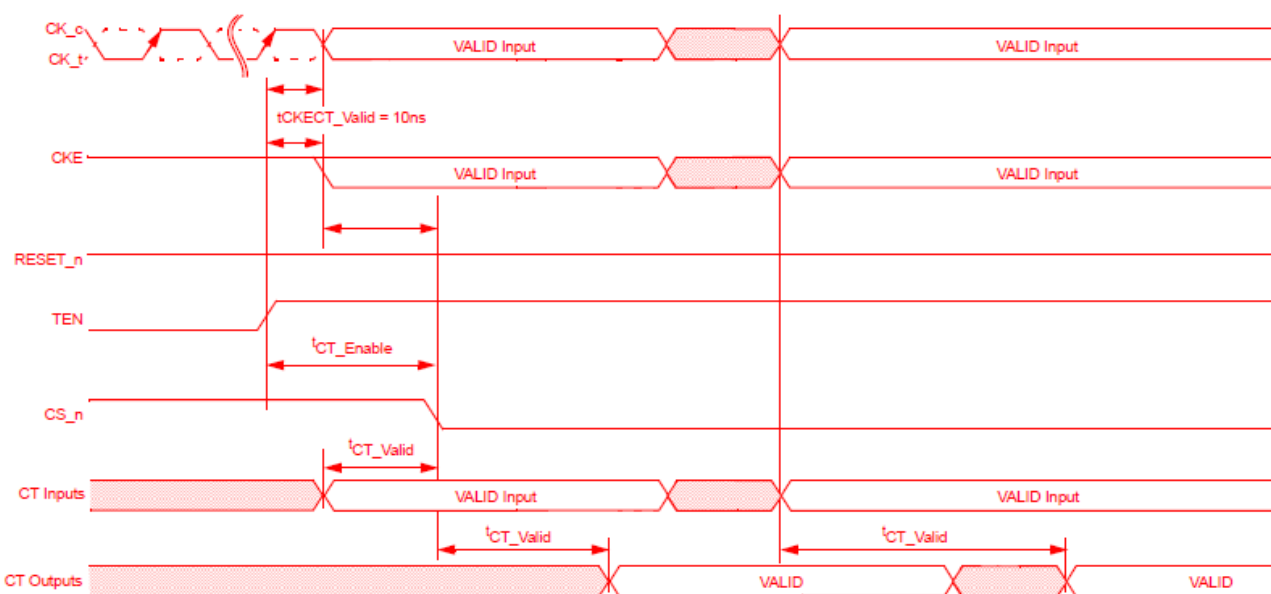 CK_c
VALID Input VALID Input
CK_t
tCKECT_Valid = 10ns
CKE
VALID Input VALID Input
RESET_n
TEN
tCT_Enable
CS_n
tCT_Valid
CT Inputs VALID Input VALID Input
tCT_Valid tCT_Valid
CT Outputs VALID VALID